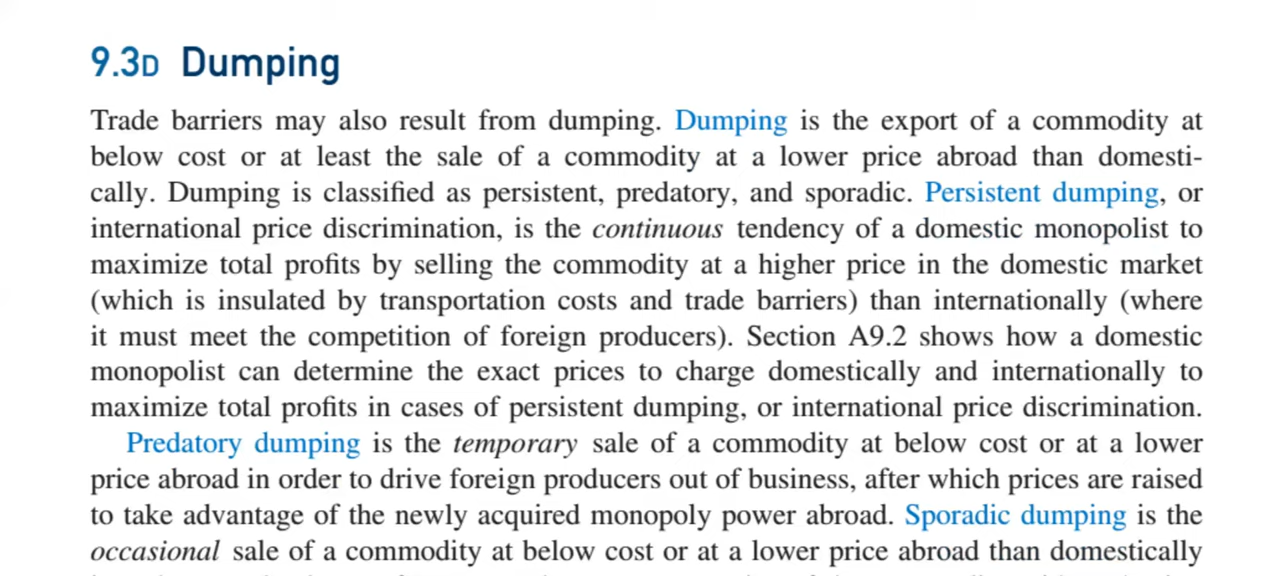 9.3D Dumping
Trade barriers may also result from dumping. Dumping is the export of a commodity at
below cost or at least the sale of a commodity at a lower price abroad than domesti-
cally. Dumping is classified as persistent, predatory, and sporadic. Persistent dumping, or
international price discrimination, is the continuous tendency of a domestic monopolist to
maximize total profits by selling the commodity at a higher price in the domestic market
(which is insulated by transportation costs and trade barriers) than internationally (where
it must meet the competition of foreign producers). Section A9.2 shows how a domestic
monopolist can determine the exact prices to charge domestically and internationally to
maximize total profits in cases of persistent dumping, or international price discrimination.
Predatory dumping is the temporary sale of a commodity at below cost or at a lower
price abroad in order to drive foreign producers out of business, after which prices are raised
to take advantage of the newly acquired monopoly power abroad. Sporadic dumping is the
occasional sale of a commodity at below cost or at a lower price abroad than domestically